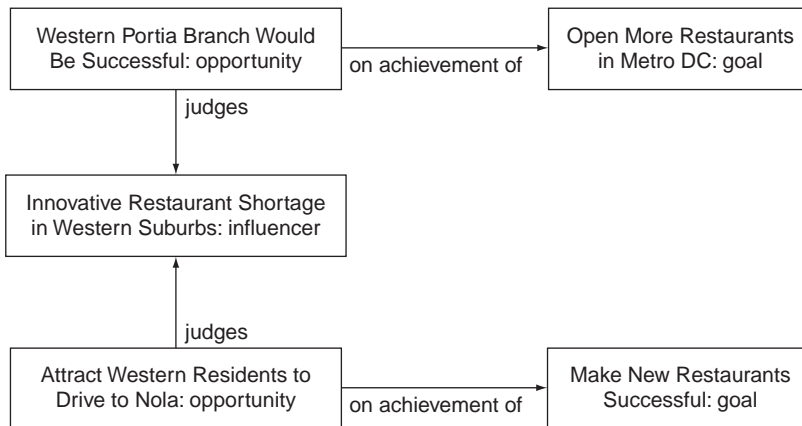 Western Portia Branch Would
Be Successful: opportunity
on achievement of
Open More Restaurants
in Metro DC: goal
judges
Innovative Restaurant Shortage
in Western Suburbs: influencer
judges
Attract Western Residents to
Drive to Nola: opportunity
on achievement of
Make New Restaurants
Successful: goal